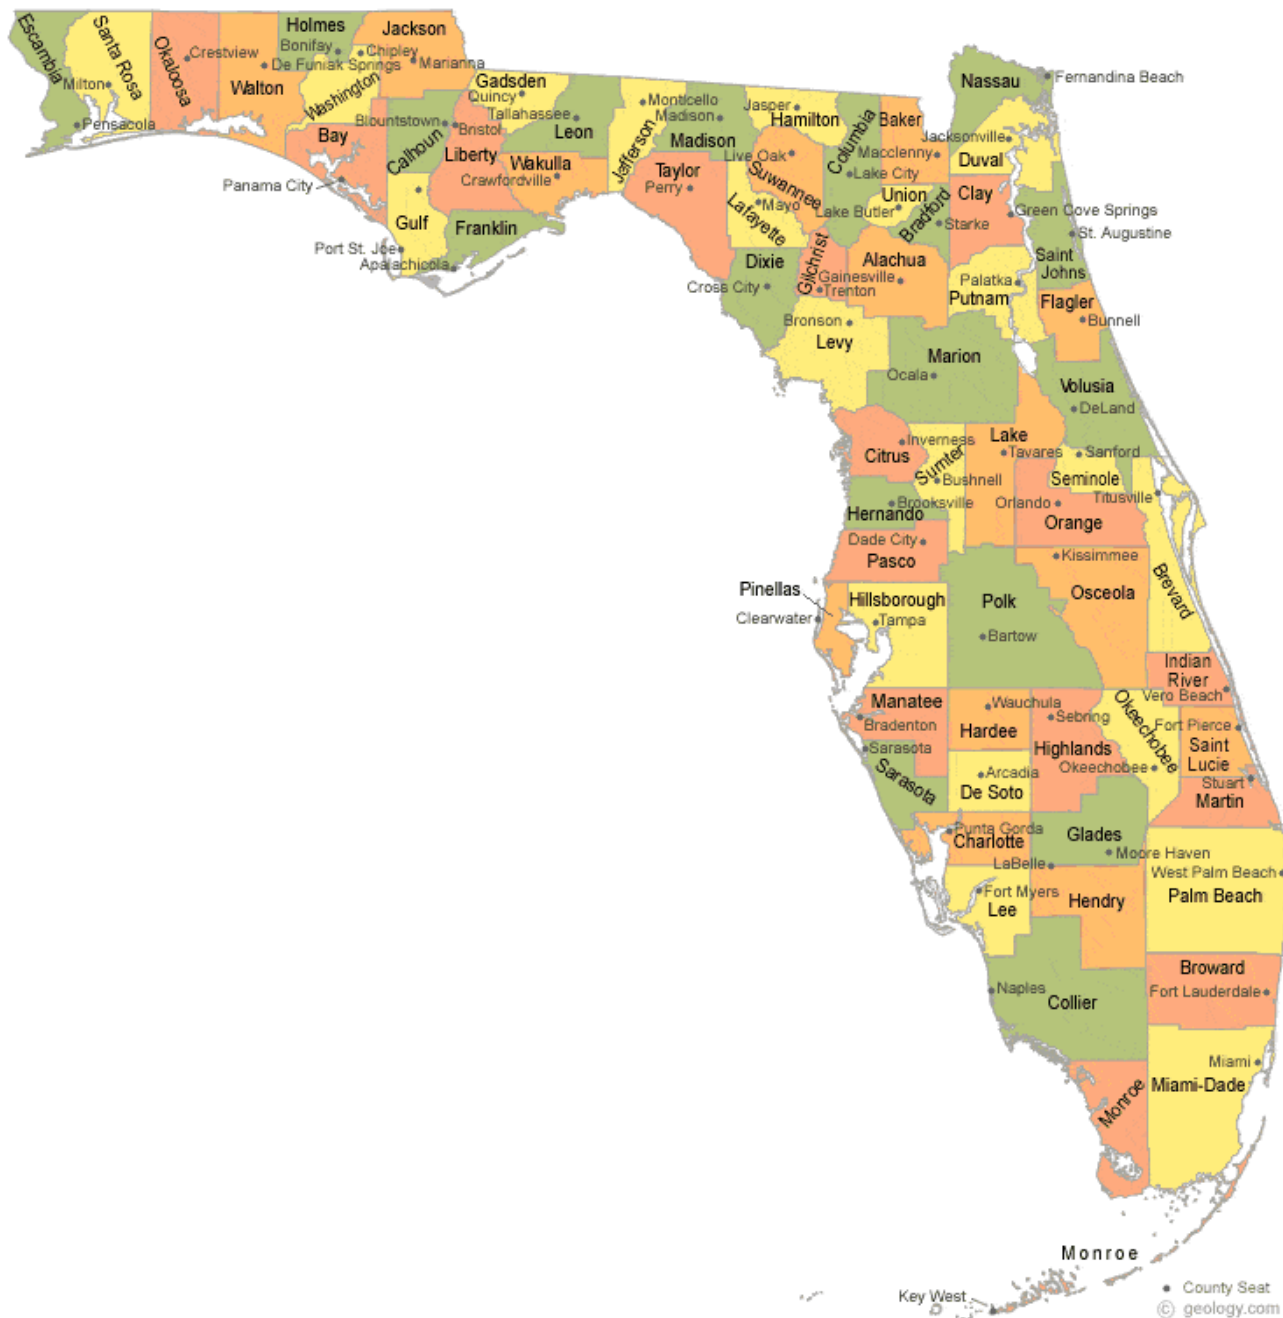 Escambia
Santa Rosa
Okaloosa
Holmes
Jackson
Bonifay
Crestview
Chipley
De Funiak Springs
Marianna
Milton
Walton
Washington
Gadsden
Quincy
Monticello
Jasper
Nassau
Fernandina Beach
Pensacola
Bay
Blountstown
Bristol
Tallahassee
Leon
Madison
Madison
Hamilton
Columbia
Baker
Jacksonville
Calhoun
Liberty
Wakulla
Jefferson
Live Oak
Macclenny
Duval
Panama City
Crawfordville
Taylor
Perry
Suwannee
Lake City
Union
Clay
Gulf
Franklin
Lafayette
Mayo
Lake Butler
Bradford
Starke
Green Cove Springs
St. Augustine
Port St. Joe
Apalachicola
Dixie
Gilchrist
Alachua
Saint
Johns
Cross City
Gainesville
Trenton
Palatka
Putnam
Flagler
Bunnell
Bronson
Levy
Marion
Ocala
Volusia
DeLand
Citrus
Inverness
Lake
Tavares
Sanford
Sumter
Bushnell
Seminole
Titusville
Hernando
Brooksville
Orlando
Orange
Dade City
Pasco
Kissimmee
Brevard
Pinellas
Hillsborough
Polk
Osceola
Clearwater
Tampa
Bartow
Indian
River
Vero Beach
Manatee
Bradenton
Wauchula
Hardee
Sebring
Highlands
Okeechobee
Fort Pierce
Saint
Lucie
Sarasota
Sarasota
Arcadia
De Soto
Okeechobee
Stuart
Martin
Punta Gorda
Charlotte
Glades
Moore Haven
LaBelle
West Palm Beach
Palm Beach
Fort Myers
Lee
Hendry
Broward
Fort Lauderdale
Naples
Collier
Miami
Miami-Dade
Monroe
Monroe
Key West
County Seat
© geology.com